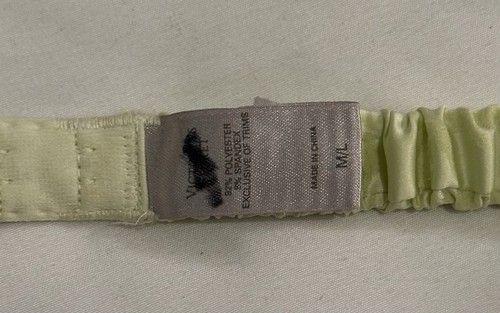 92% POLYESTER
8% SPANDEX
EXCLUSIVE OF TRIMS
MADE IN CHINA
M/L